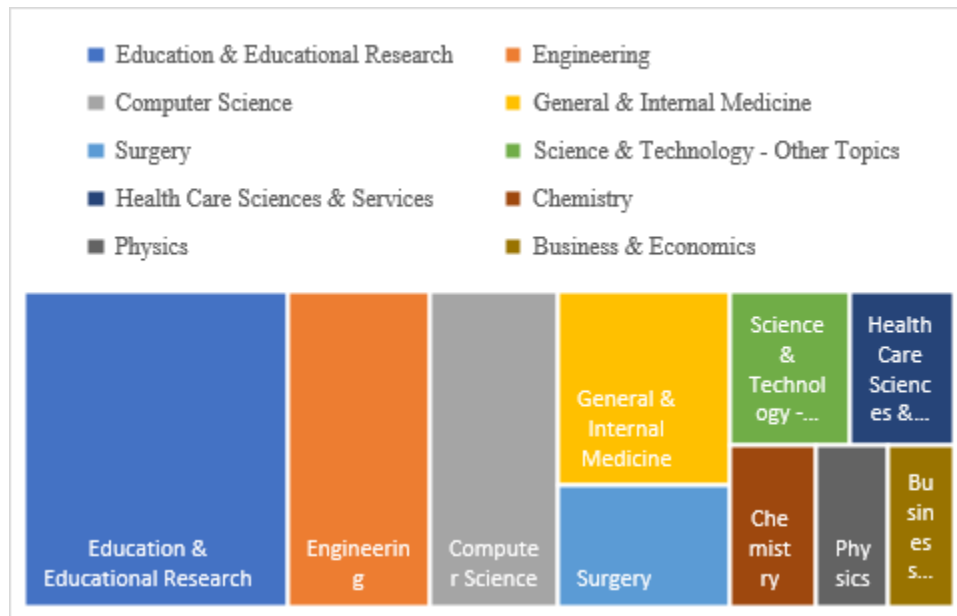 Education & Educational Research
Engineering
Computer Science
General & Internal Medicine
Surgery
Science & Technology - Other Topics
Health Care Sciences & Services
Chemistry
Physics
Business & Economics
Education &
Educational Research
Engineerin
g
Compute
r Science
General &
Internal
Medicine
Surgery
Science
&
Technol
ogy -...
Health
Care
Scienc
es &...
Che
mist
ry
Phy
sics
Bu
sin
es
s...